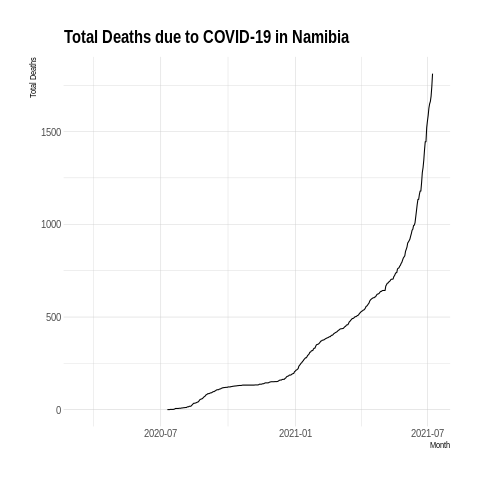 Total Deaths due to COVID-19 in Namibia
Total Deaths
1500
1000
500
0
2020-07
2021-01
2021-07
Month